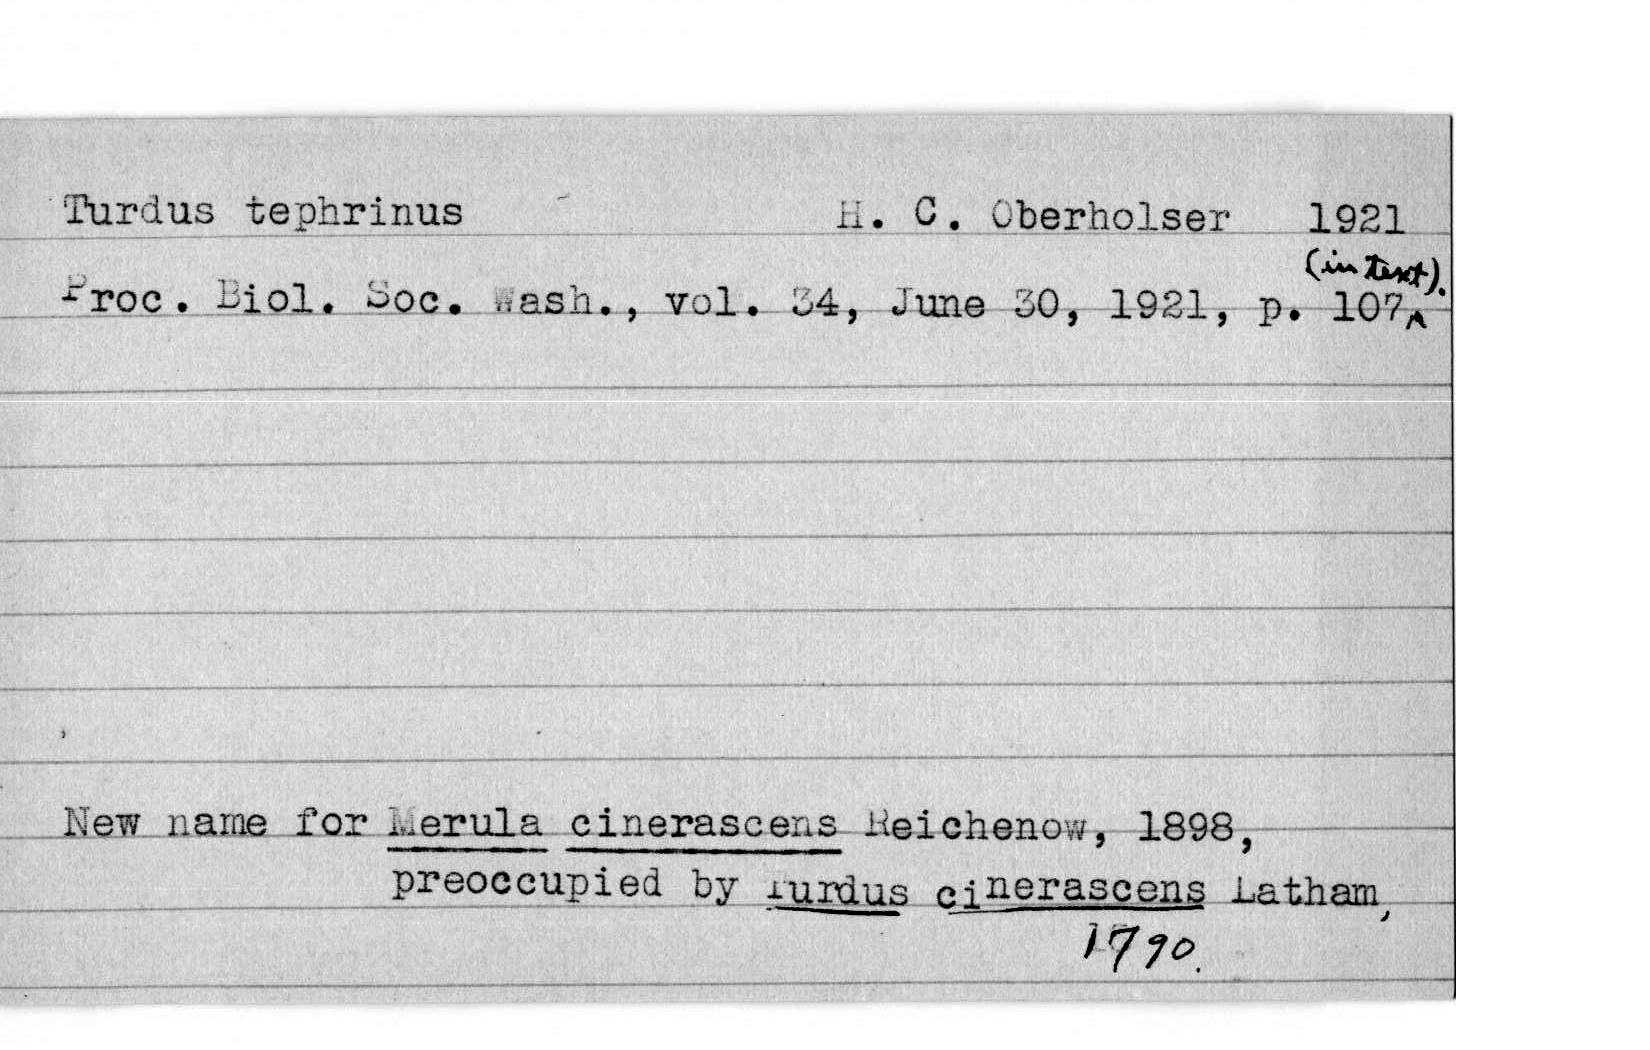 Turdus tephrinus H. C. Oberholser 1921
Proc. Biol. Soc. Wash., vol. 34, June 30, 1921, p. 107 (in text).
New name for Merula cinerascens Reichenow, 1898,
preoccupied by Turdus cinerascens Latham,
1790.